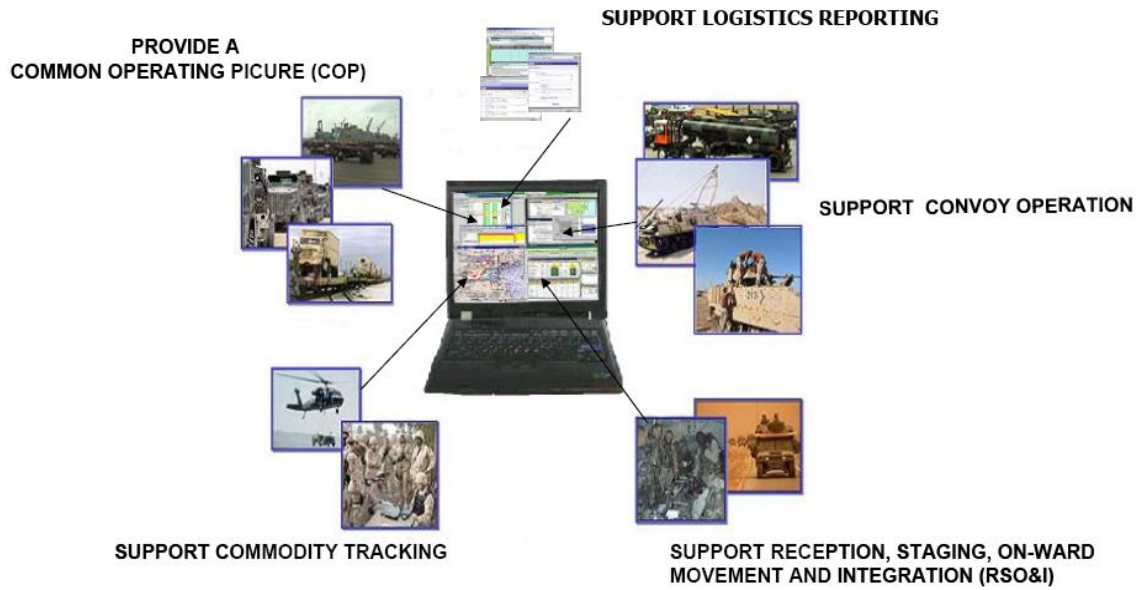 SUPPORT LOGISTICS REPORTING
PROVIDE A
COMMON OPERATING PICURE (COP)
SUPPORT CONVOY OPERATION
SUPPORT COMMODITY TRACKING
SUPPORT RECEPTION, STAGING, ON-WARD
MOVEMENT AND INTEGRATION (RSO&I)